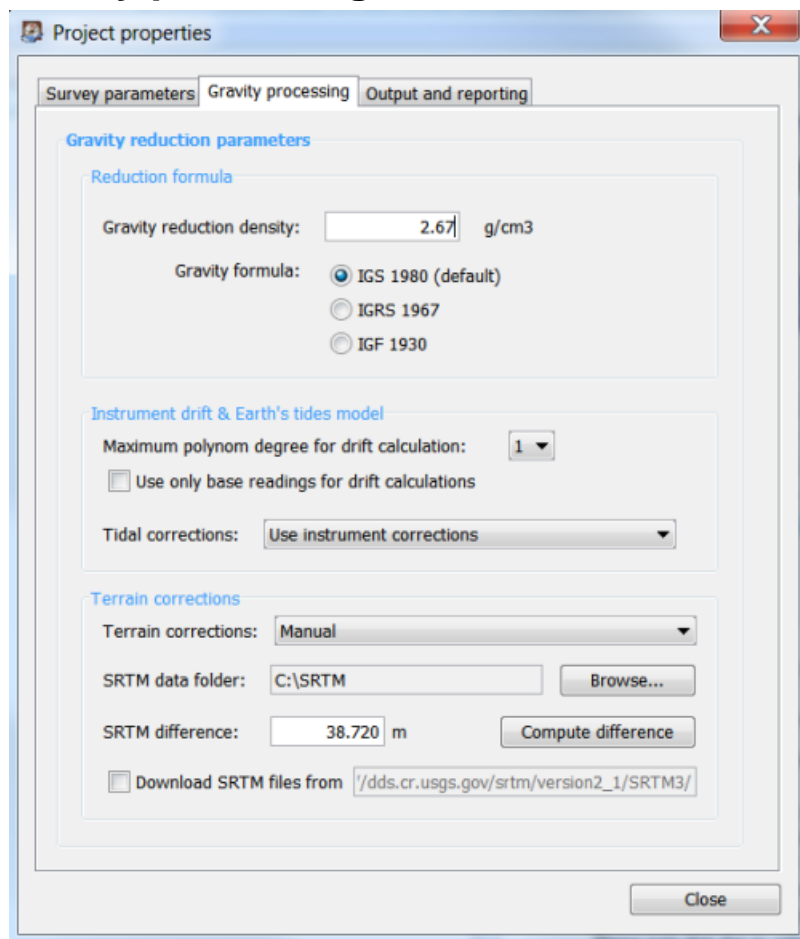 Project properties
Survey parameters Gravity processing Output and reporting
Gravity reduction parameters
Reduction formula
Gravity reduction density: 2.67 g/cm3
Gravity formula: IGS 1980 (default)
IGRS 1967
IGF 1930
Instrument drift & Earth's tides model
Maximum polynom degree for drift calculation: 1
Use only base readings for drift calculations
Tidal corrections: Use instrument corrections
Terrain corrections
Terrain corrections: Manual
SRTM data folder: C:\SRTM Browse...
SRTM difference: 38.720 m Compute difference
Download SRTM files from '/dds.cr.usgs.gov/srtm/version2_1/SRTM3/
Close